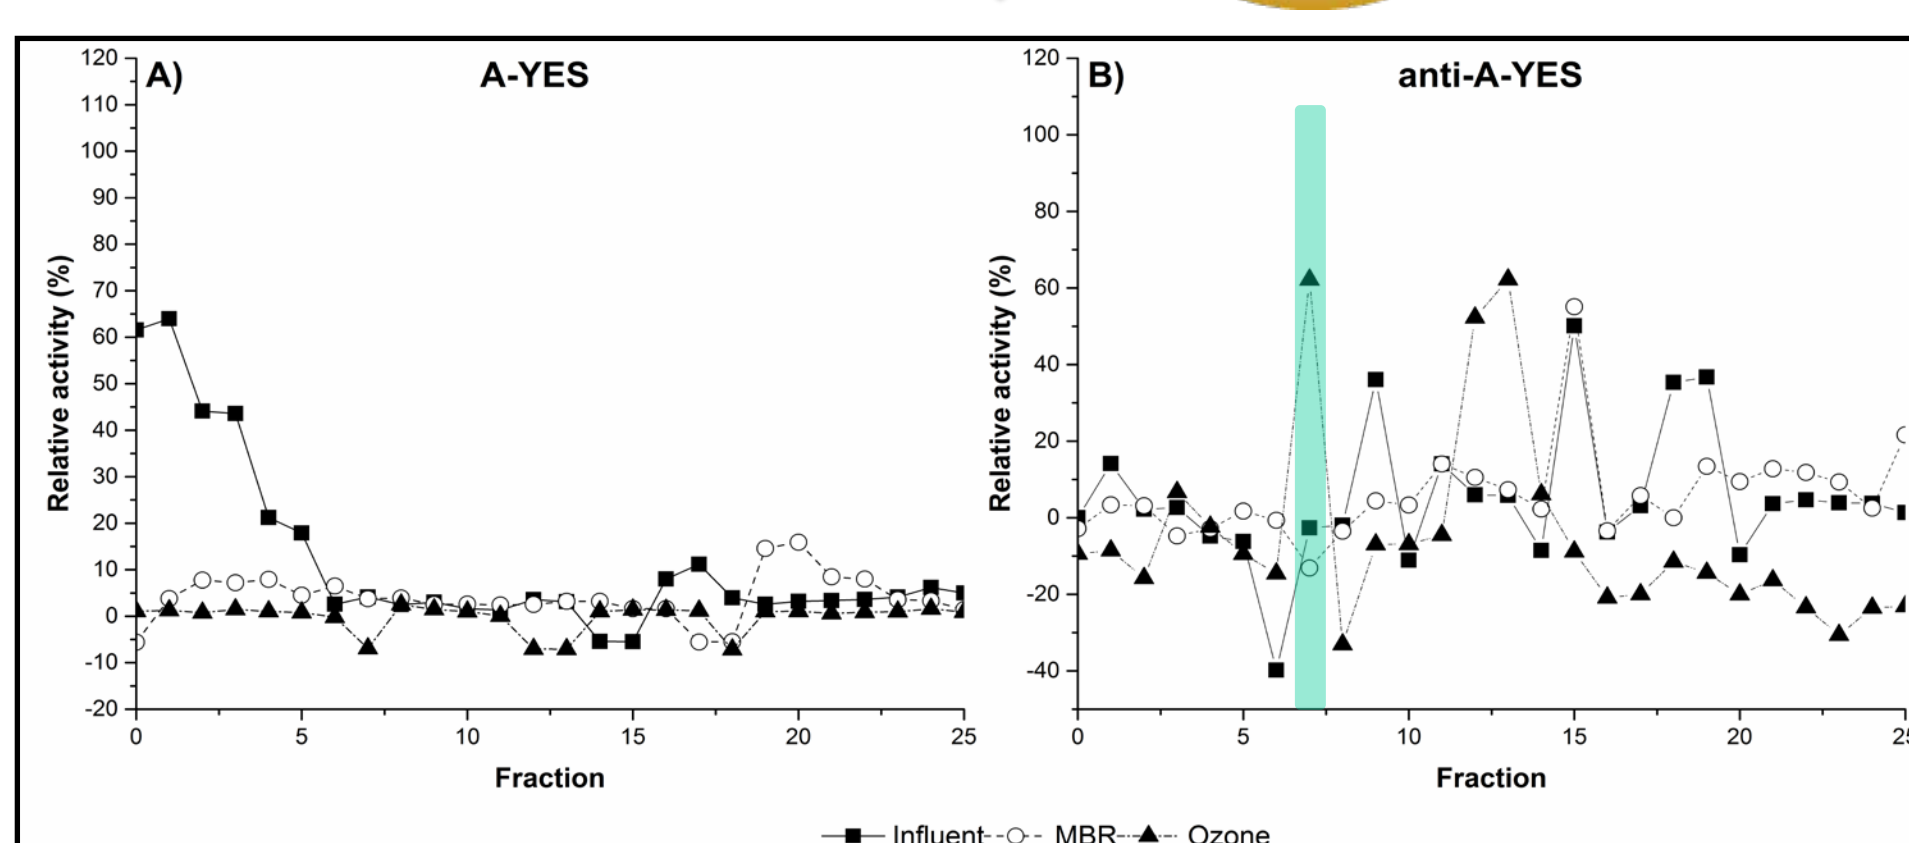 A) A-YES
120
110
100
90
80
70
60
50
40
30
20
10
0
-10
-20
Relative activity (%)
0 5 10 15 20 25
Fraction
B) anti-A-YES
120
100
80
60
40
20
0
-20
-40
Relative activity (%)
0 5 10 15 20 25
Fraction
Influent MBR Ozone